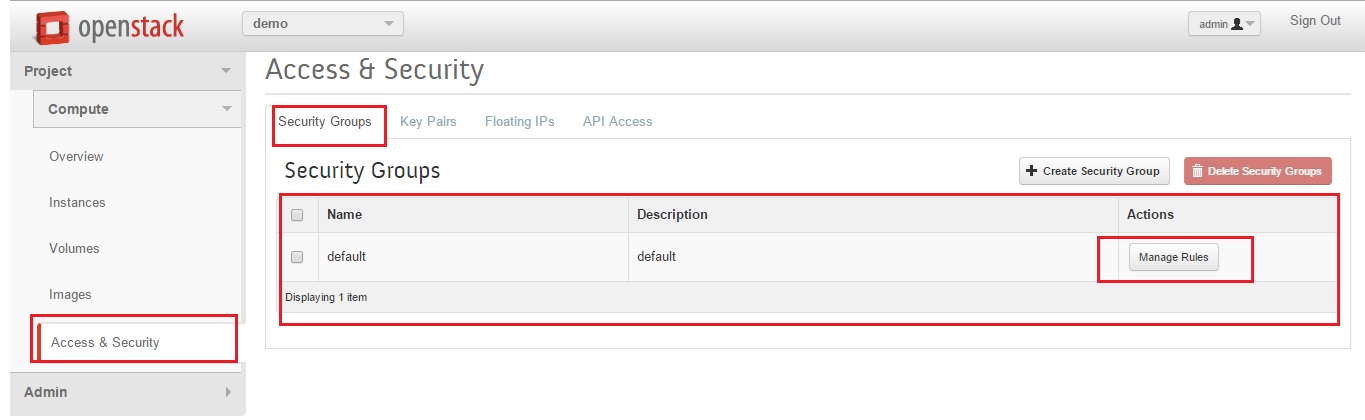 openstack
demo
admin
Sign Out
Project
Compute
Overview
Instances
Volumes
Images
Access & Security
Admin
Access & Security
Security Groups Key Pairs Floating IPs API Access
Security Groups
Create Security Group Delete Security Groups
Name Description Actions
default default Manage Rules
Displaying 1 item